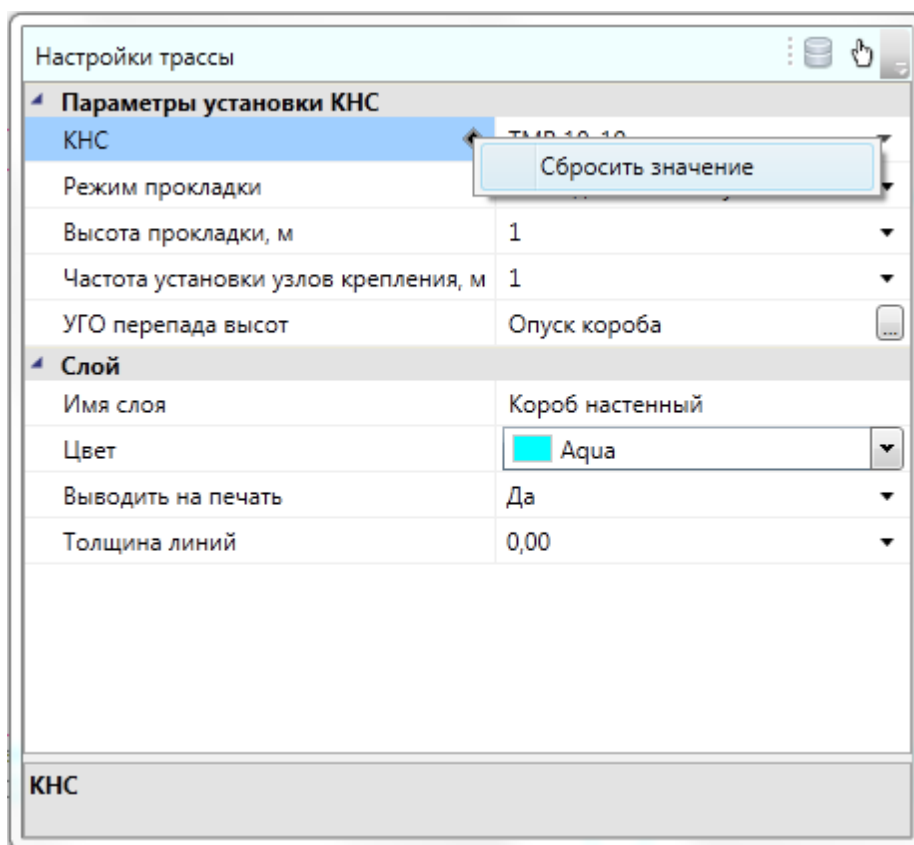 Настройки трассы
Параметры установки КНС
КНС
Сбросить значение
Режим прокладки
Высота прокладки, м 1
Частота установки узлов крепления, м 1
УГО перепада высот Опуск короба ...
Слой
Имя слоя Короб настенный
Цвет Aqua
Выводить на печать Да
Толщина линий 0,00
КНС